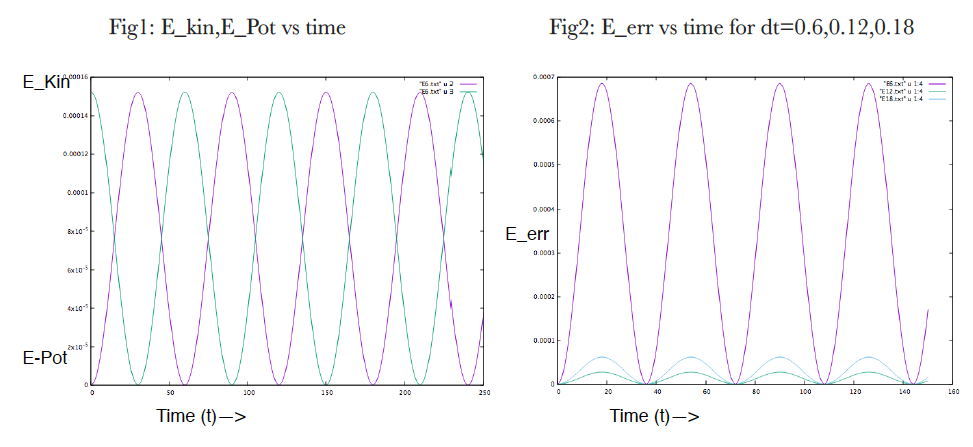 Fig1: E_kin,E_Pot vs time
Fig2: E_err vs time for dt=0.6,0.12,0.18
E_Kin
0.00016
0.00014
0.00012
0.0001
8x10⁻⁵
6x10⁻⁵
4x10⁻⁵
2x10⁻⁵
0
E-Pot
"E6.txt" u 2
"E6.txt" u 3
0 50 100 150 200 250
Time (t)—>
0.0007
0.0006
0.0005
0.0004
0.0003
0.0002
0.0001
0
E_err
"E6.txt" u 1:4
"E12.txt" u 1:4
"E18.txt" u 1:4
0 20 40 60 80 100 120 140 160
Time (t)—>